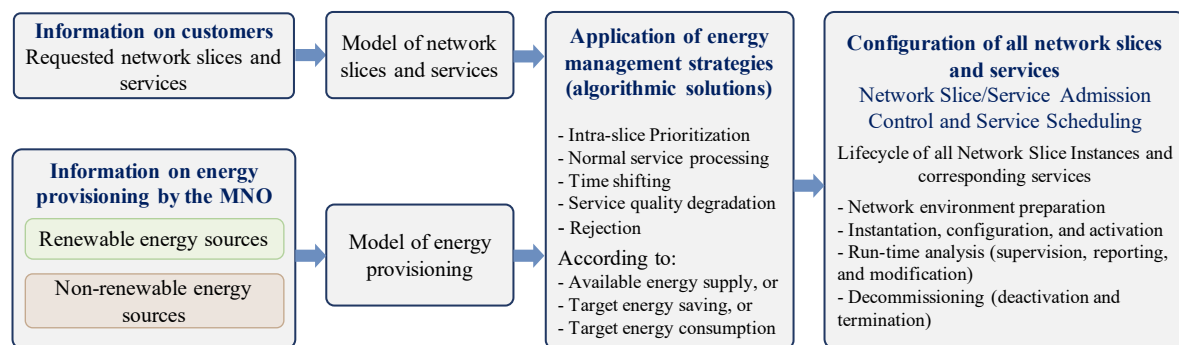 Information on customers
Requested network slices and
services
Model of network
slices and services
Information on energy
provisioning by the MNO
Renewable energy sources
Non-renewable energy
sources
Model of energy
provisioning
Application of energy
management strategies
(algorithmic solutions)
- Intra-slice Prioritization
- Normal service processing
- Time shifting
- Service quality degradation
- Rejection
According to:
- Available energy supply, or
- Target energy saving, or
- Target energy consumption
Configuration of all network slices
and services
Network Slice/Service Admission
Control and Service Scheduling
Lifecycle of all Network Slice Instances and
corresponding services
- Network environment preparation
- Instantation, configuration, and activation
- Run-time analysis (supervision, reporting,
and modification)
- Decommissioning (deactivation and
termination)